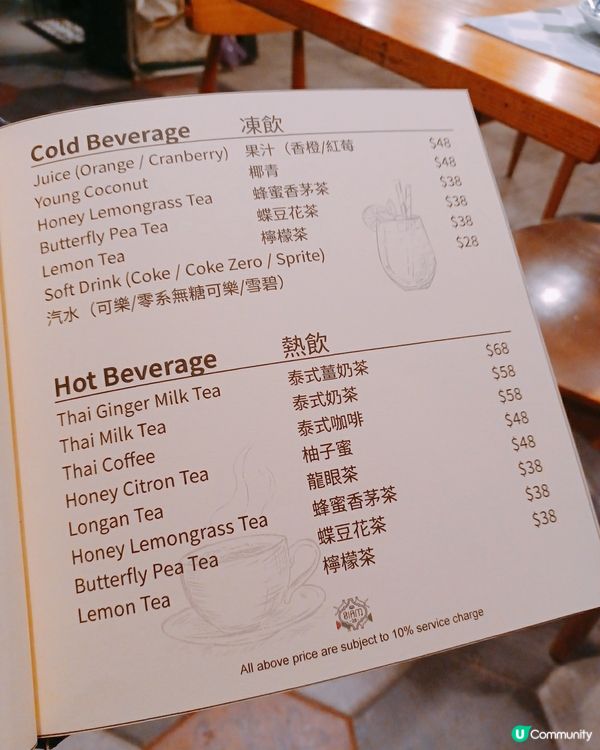 Cold Beverage 凍飲
Juice (Orange / Cranberry) 果汁（香橙/紅莓 $48
Young Coconut 椰青 $48
Honey Lemongrass Tea 蜂蜜香茅茶 $38
Butterfly Pea Tea 蝶豆花茶 $38
Lemon Tea 檸檬茶 $38
Soft Drink (Coke / Coke Zero / Sprite) $28
汽水（可樂/零系無糖可樂/雪碧）
Hot Beverage 熱飲
Thai Ginger Milk Tea 泰式薑奶茶 $68
Thai Milk Tea 泰式奶茶 $58
Thai Coffee 泰式咖啡 $58
Honey Citron Tea 柚子蜜 $48
Longan Tea 龍眼茶 $48
Honey Lemongrass Tea 蜂蜜香茅茶 $38
Butterfly Pea Tea 蝶豆花茶 $38
Lemon Tea 檸檬茶 $38
All above price are subject to 10% service charge
U Community